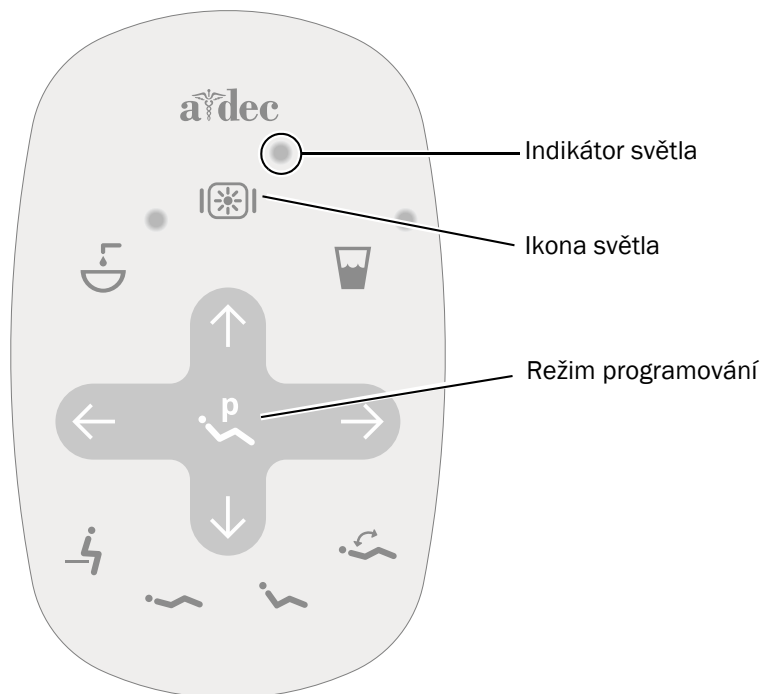 a dec
Indikátor světla
Ikona světla
Režim programování
p